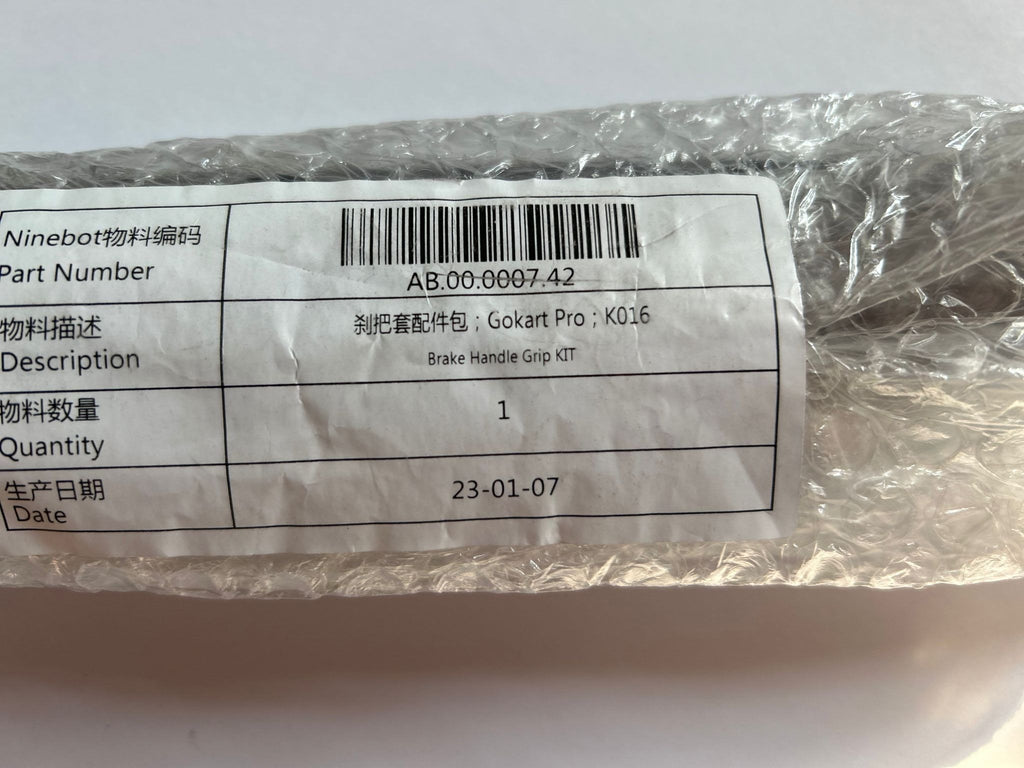 Ninebot物料编码
Part Number
AB.00.0007.42
物料描述
Description
刹把套配件包；Gokart Pro；K016
Brake Handle Grip KIT
物料数量
Quantity
1
生产日期
Date
23-01-07